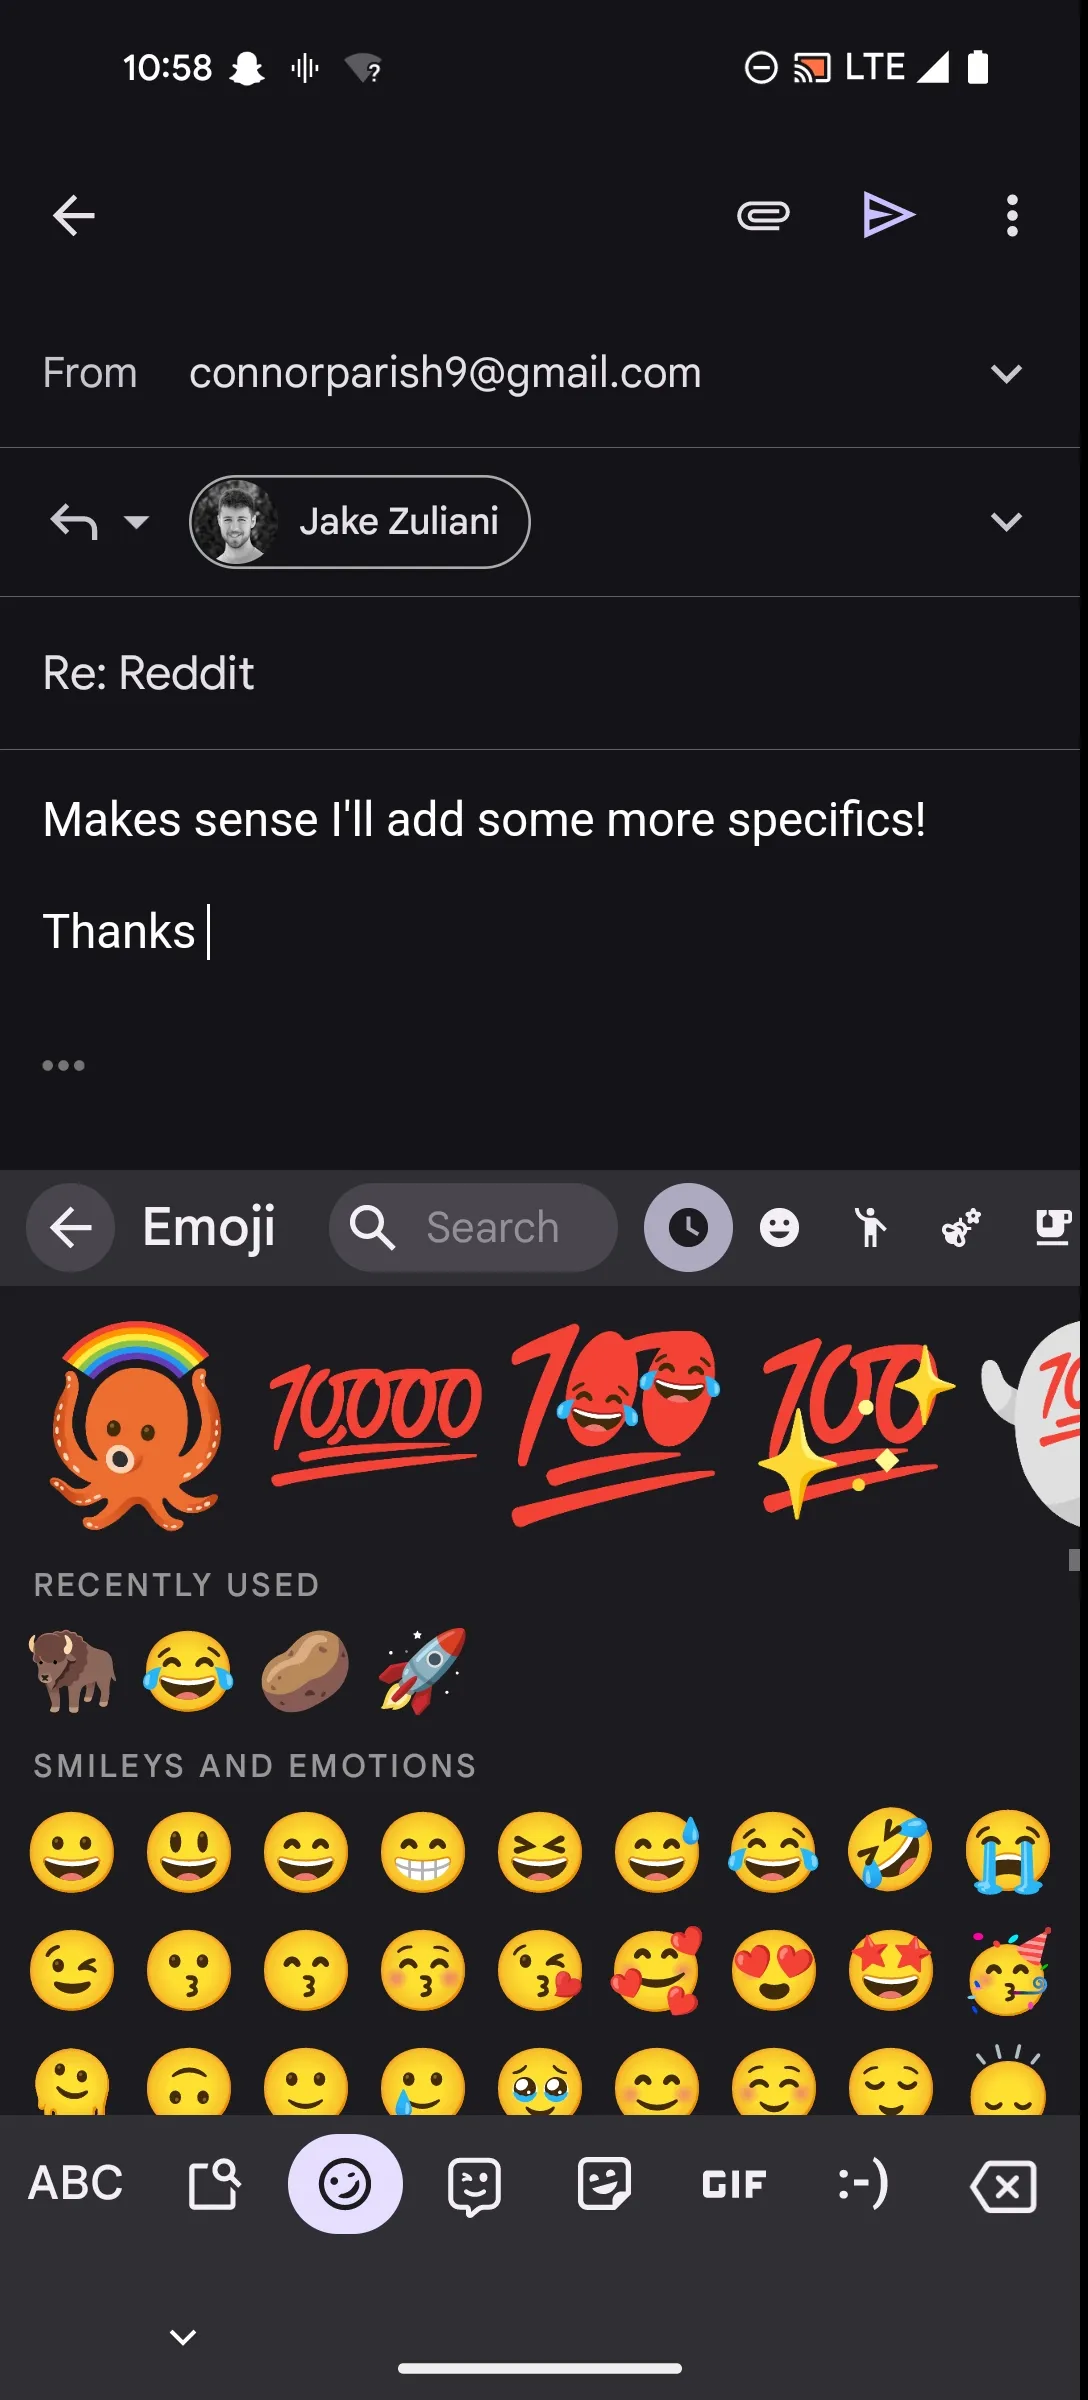 10:58
LTE
From connorparish9@gmail.com
Jake Zuliani
Re: Reddit
Makes sense I'll add some more specifics!
Thanks
Emoji
Search
10,000
100
100
RECENTLY USED
SMILEYS AND EMOTIONS
ABC
GIF
:-)